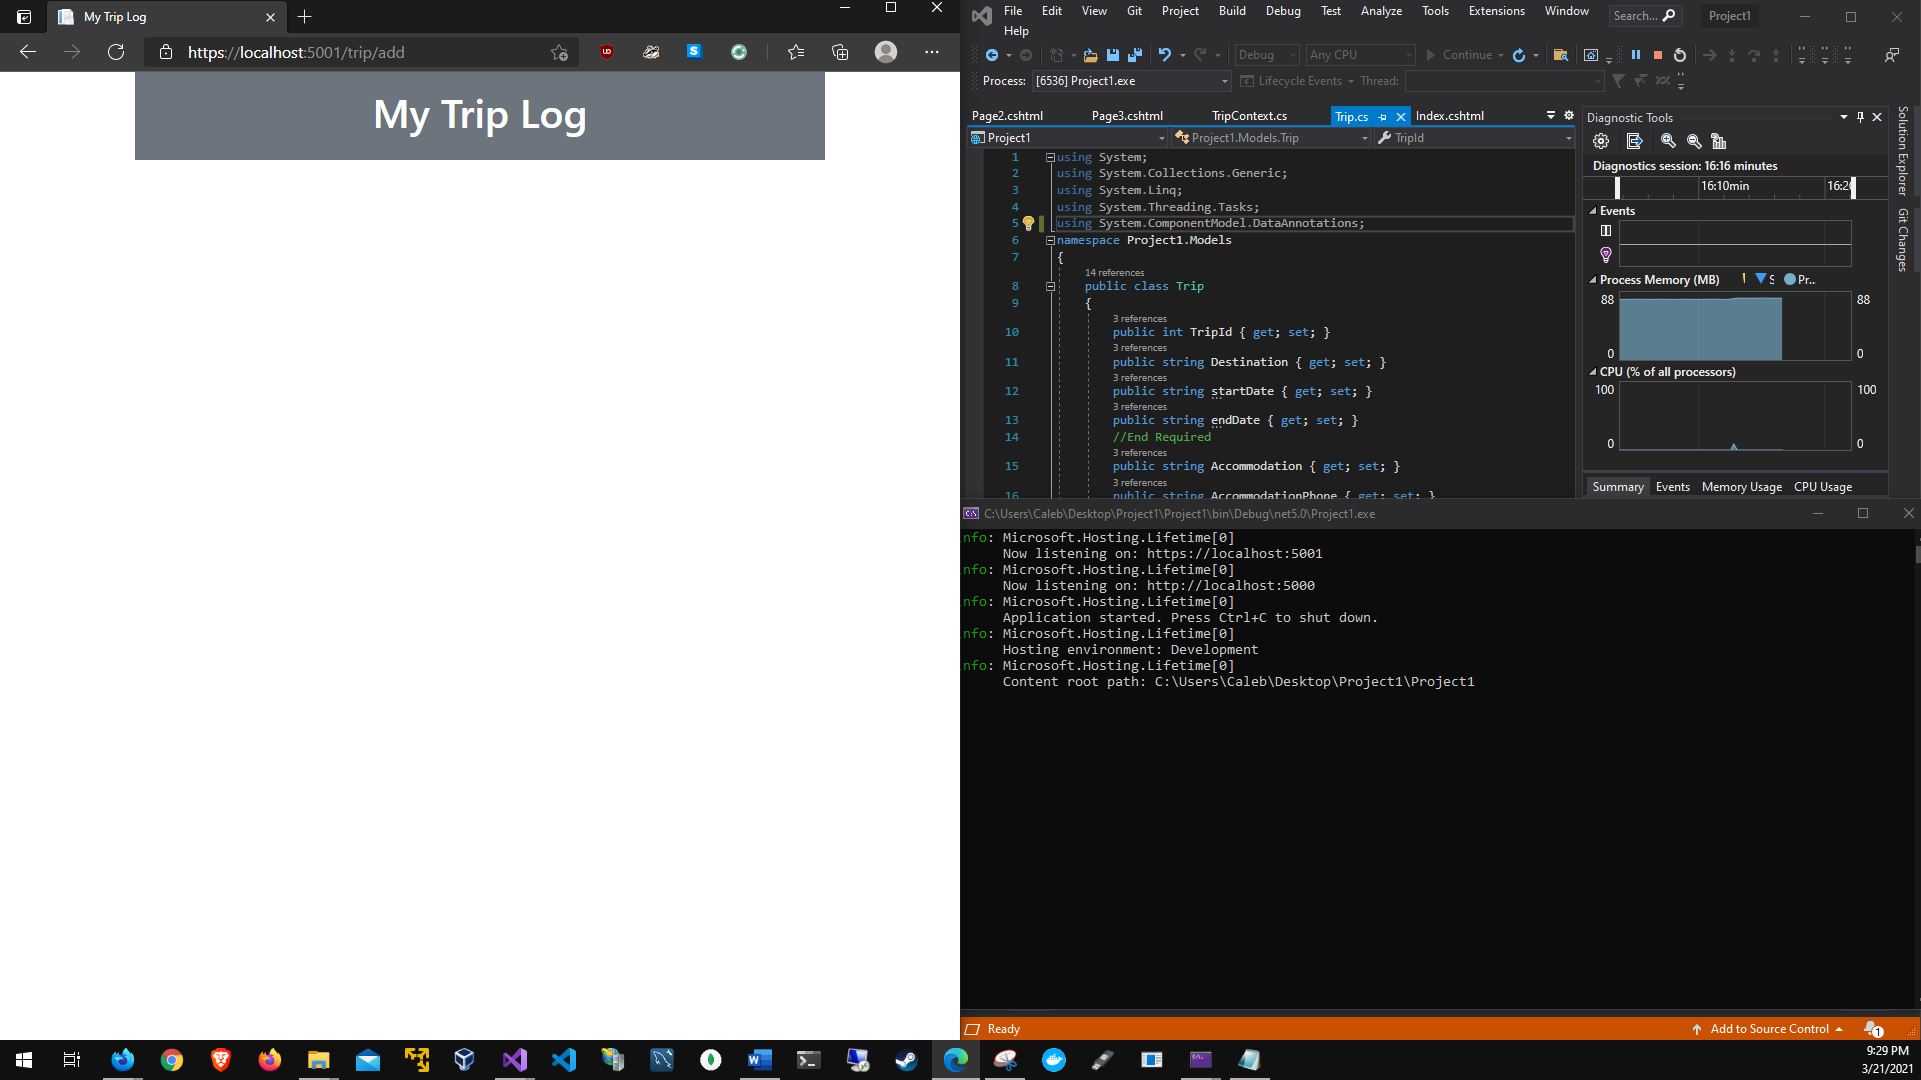 My Trip Log
https://localhost:5001/trip/add
My Trip Log
File Edit View Git Project Build Debug Test Analyze Tools Extensions Window Search... Project1
Help
Debug Any CPU Continue
Process: [6536] Project1.exe Lifecycle Events Thread:
Page2.cshtml Page3.cshtml TripContext.cs Trip.cs Index.cshtml
Project1 Project1.Models.Trip TripId
1 using System;
2 using System.Collections.Generic;
3 using System.Linq;
4 using System.Threading.Tasks;
5 using System.ComponentModel.DataAnnotations;
6 namespace Project1.Models
7 {
14 references
8 public class Trip
9 {
3 references
10 public int TripId { get; set; }
3 references
11 public string Destination { get; set; }
3 references
12 public string startDate { get; set; }
3 references
13 public string endDate { get; set; }
14 //End Required
3 references
15 public string Accommodation { get; set; }
3 references
16 public string AccommodationPhone { get; set; }
Diagnostic Tools
Diagnostics session: 16:16 minutes
16:10min 16:20
Events
Process Memory (MB) S Pr...
88 88
0 0
CPU (% of all processors)
100 100
0 0
Summary Events Memory Usage CPU Usage
Solution Explorer
Git Changes
C:\Users\Caleb\Desktop\Project1\Project1\bin\Debug\net5.0\Project1.exe
info: Microsoft.Hosting.Lifetime[0]
Now listening on: https://localhost:5001
info: Microsoft.Hosting.Lifetime[0]
Now listening on: http://localhost:5000
info: Microsoft.Hosting.Lifetime[0]
Application started. Press Ctrl+C to shut down.
info: Microsoft.Hosting.Lifetime[0]
Hosting environment: Development
info: Microsoft.Hosting.Lifetime[0]
Content root path: C:\Users\Caleb\Desktop\Project1\Project1
Ready Add to Source Control 1
9:29 PM
3/21/2021